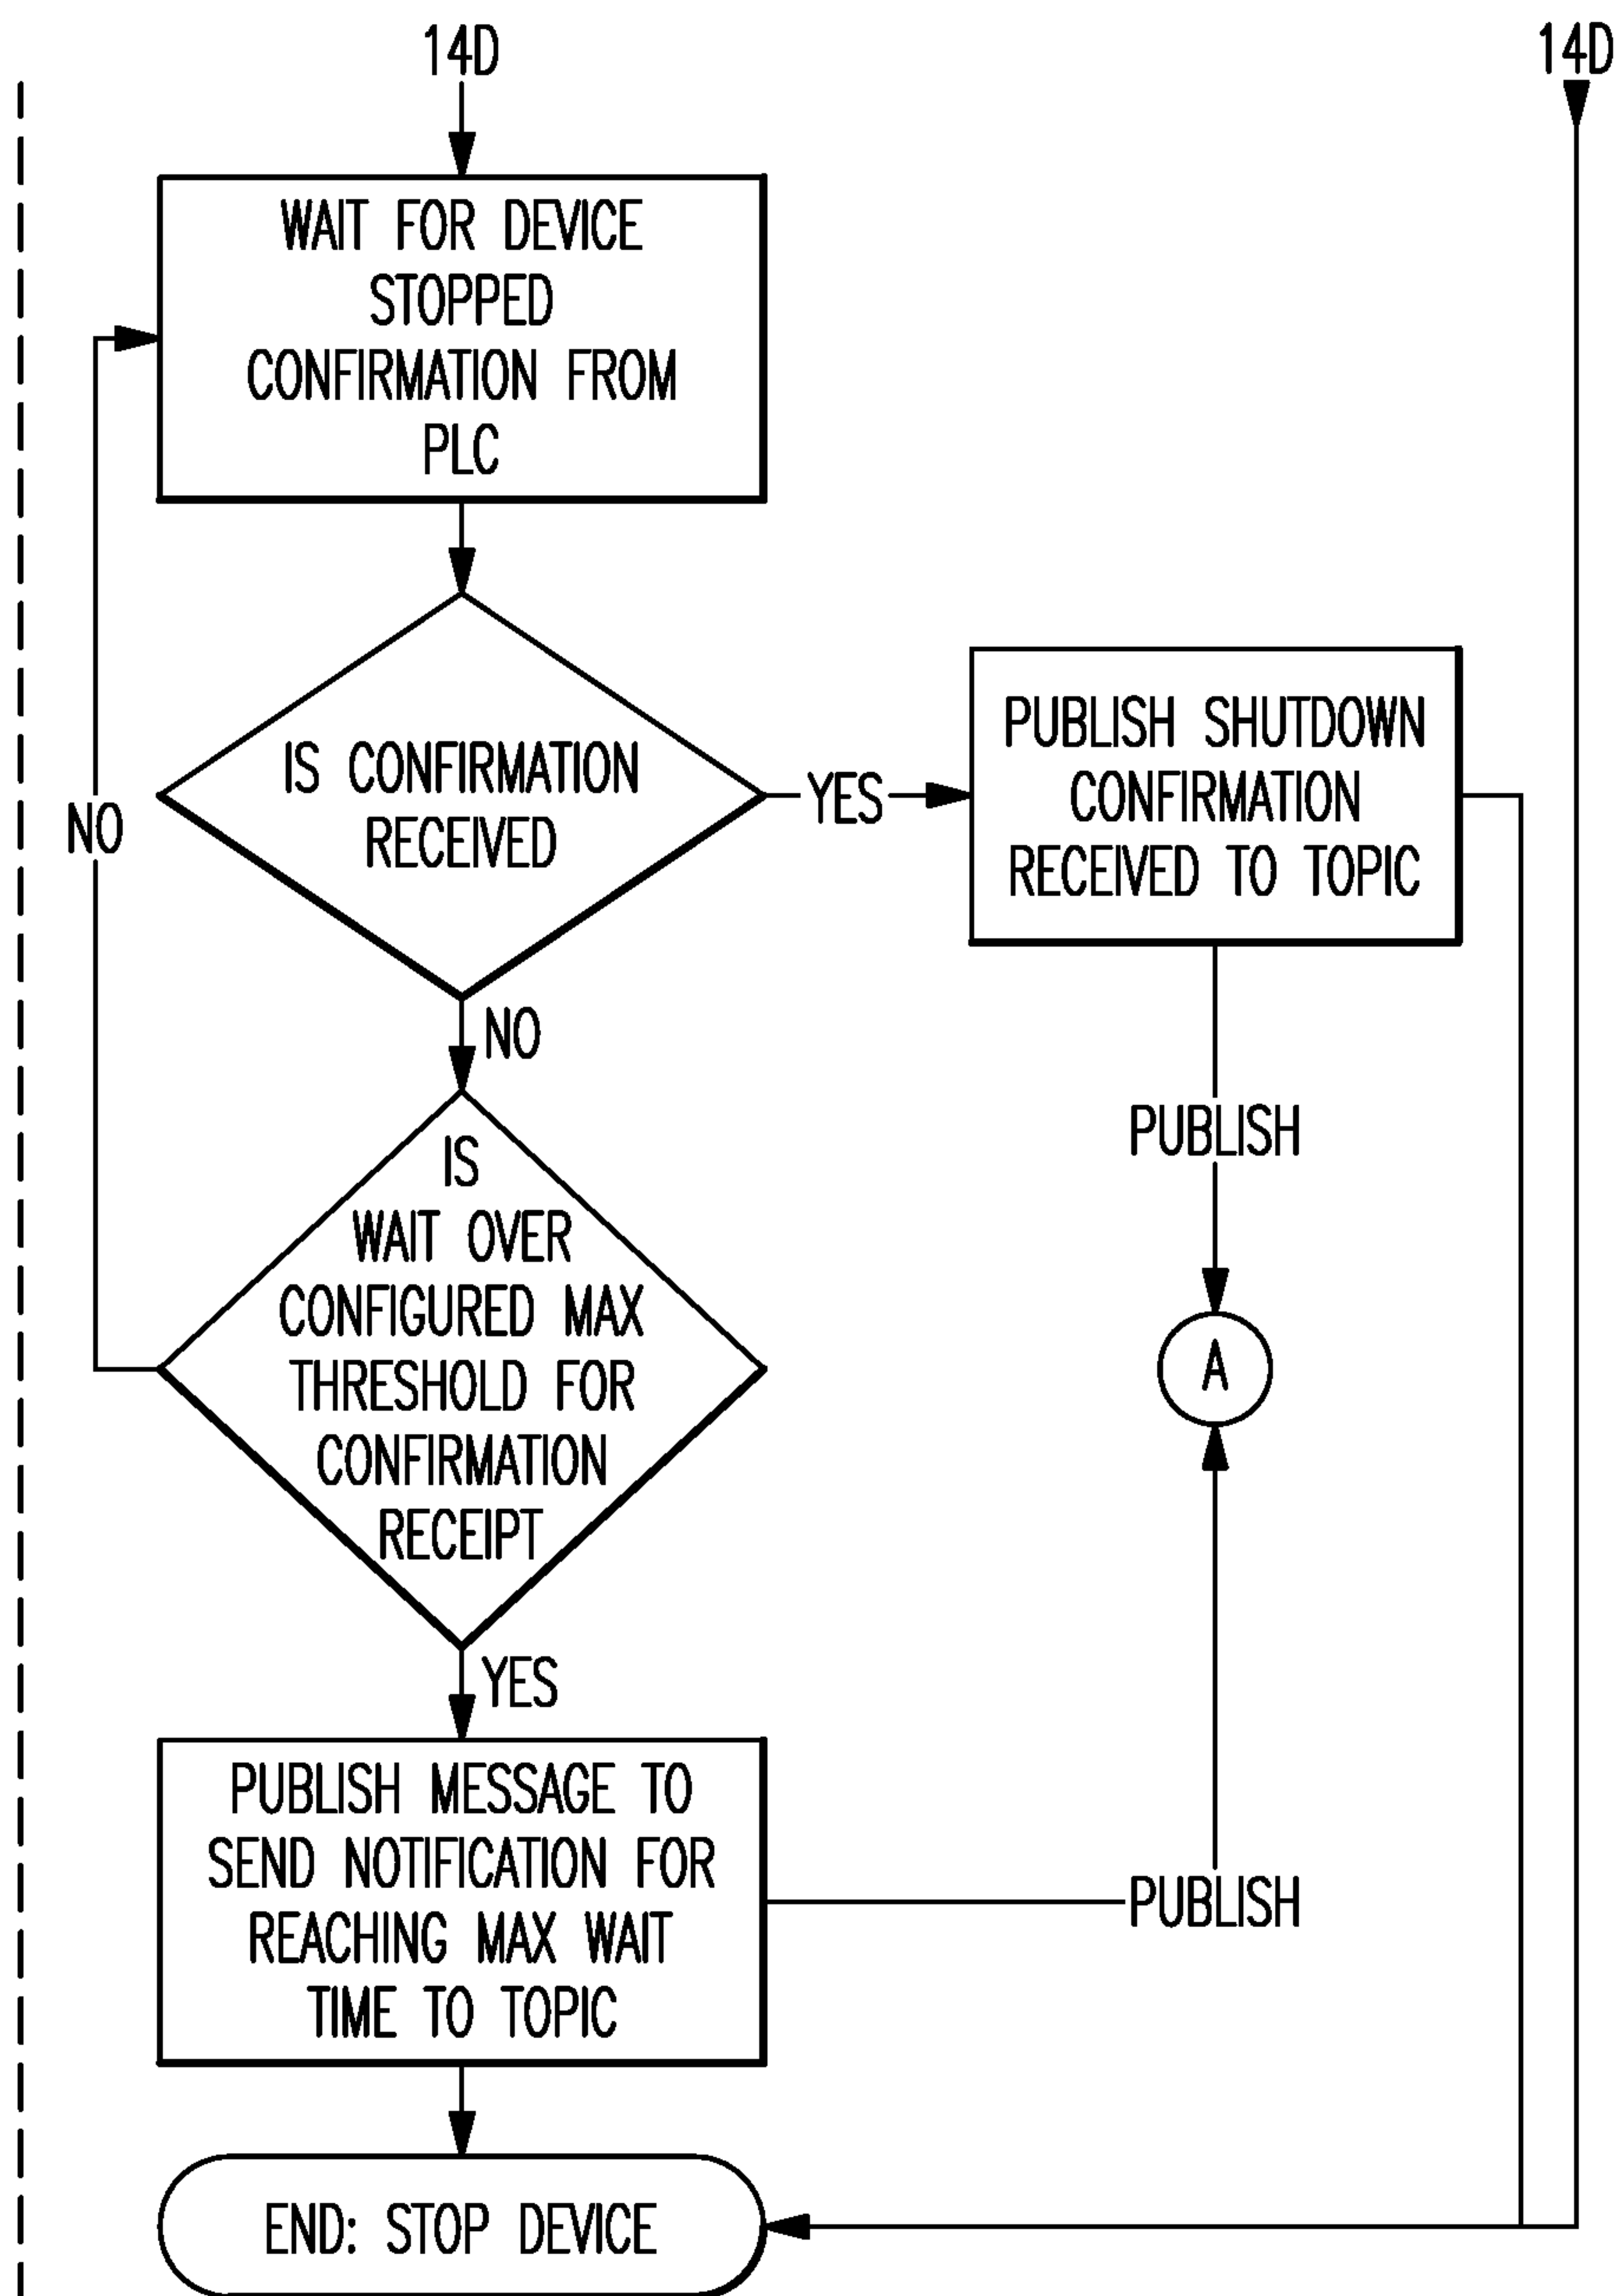 14D
14D
WAIT FOR DEVICE
STOPPED
CONFIRMATION FROM
PLC
IS CONFIRMATION
RECEIVED
YES
PUBLISH SHUTDOWN
CONFIRMATION
RECEIVED TO TOPIC
NO
NO
PUBLISH
IS
WAIT OVER
CONFIGURED MAX
THRESHOLD FOR
CONFIRMATION
RECEIPT
A
YES
PUBLISH MESSAGE TO
SEND NOTIFICATION FOR
REACHING MAX WAIT
TIME TO TOPIC
PUBLISH
END: STOP DEVICE